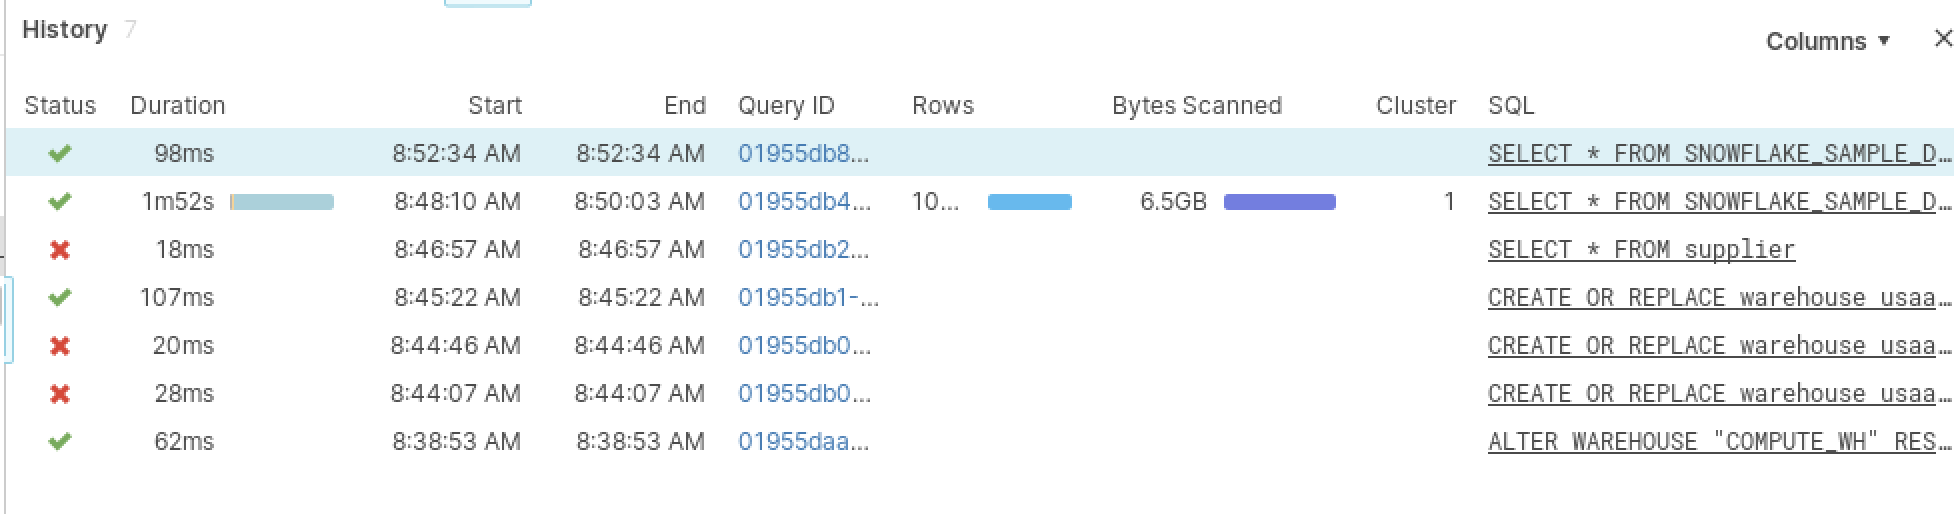 History 7
Columns ▼ ✕
Status Duration Start End Query ID Rows Bytes Scanned Cluster SQL
98ms 8:52:34 AM 8:52:34 AM 01955db8... SELECT * FROM SNOWFLAKE_SAMPLE_D...
1m52s 8:48:10 AM 8:50:03 AM 01955db4... 10... 6.5GB 1 SELECT * FROM SNOWFLAKE_SAMPLE_D...
18ms 8:46:57 AM 8:46:57 AM 01955db2... SELECT * FROM supplier
107ms 8:45:22 AM 8:45:22 AM 01955db1-... CREATE OR REPLACE warehouse usaa...
20ms 8:44:46 AM 8:44:46 AM 01955db0... CREATE OR REPLACE warehouse usaa...
28ms 8:44:07 AM 8:44:07 AM 01955db0... CREATE OR REPLACE warehouse usaa...
62ms 8:38:53 AM 8:38:53 AM 01955daa... ALTER WAREHOUSE "COMPUTE_WH" RES...